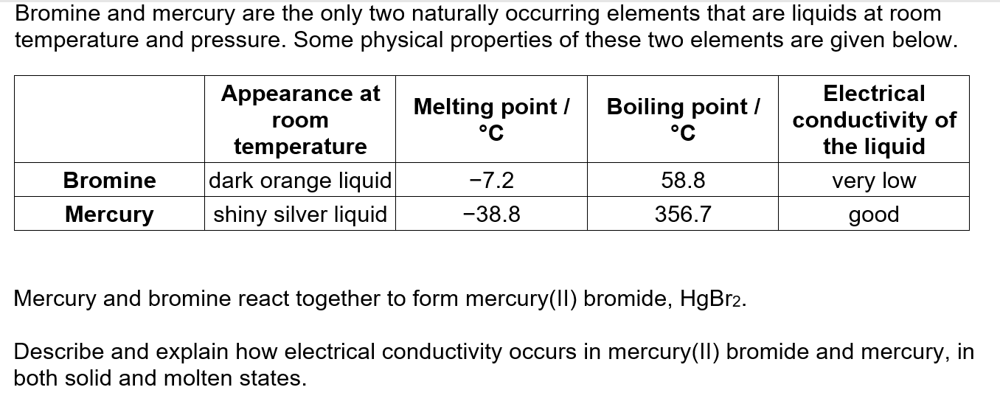 Bromine and mercury are the only two naturally occurring elements that are liquids at room
temperature and pressure. Some physical properties of these two elements are given below.
Appearance at room temperature Melting point / °C Boiling point / °C Electrical conductivity of the liquid
Bromine dark orange liquid −7.2 58.8 very low
Mercury shiny silver liquid −38.8 356.7 good
Mercury and bromine react together to form mercury(II) bromide, HgBr2.
Describe and explain how electrical conductivity occurs in mercury(II) bromide and mercury, in
both solid and molten states.